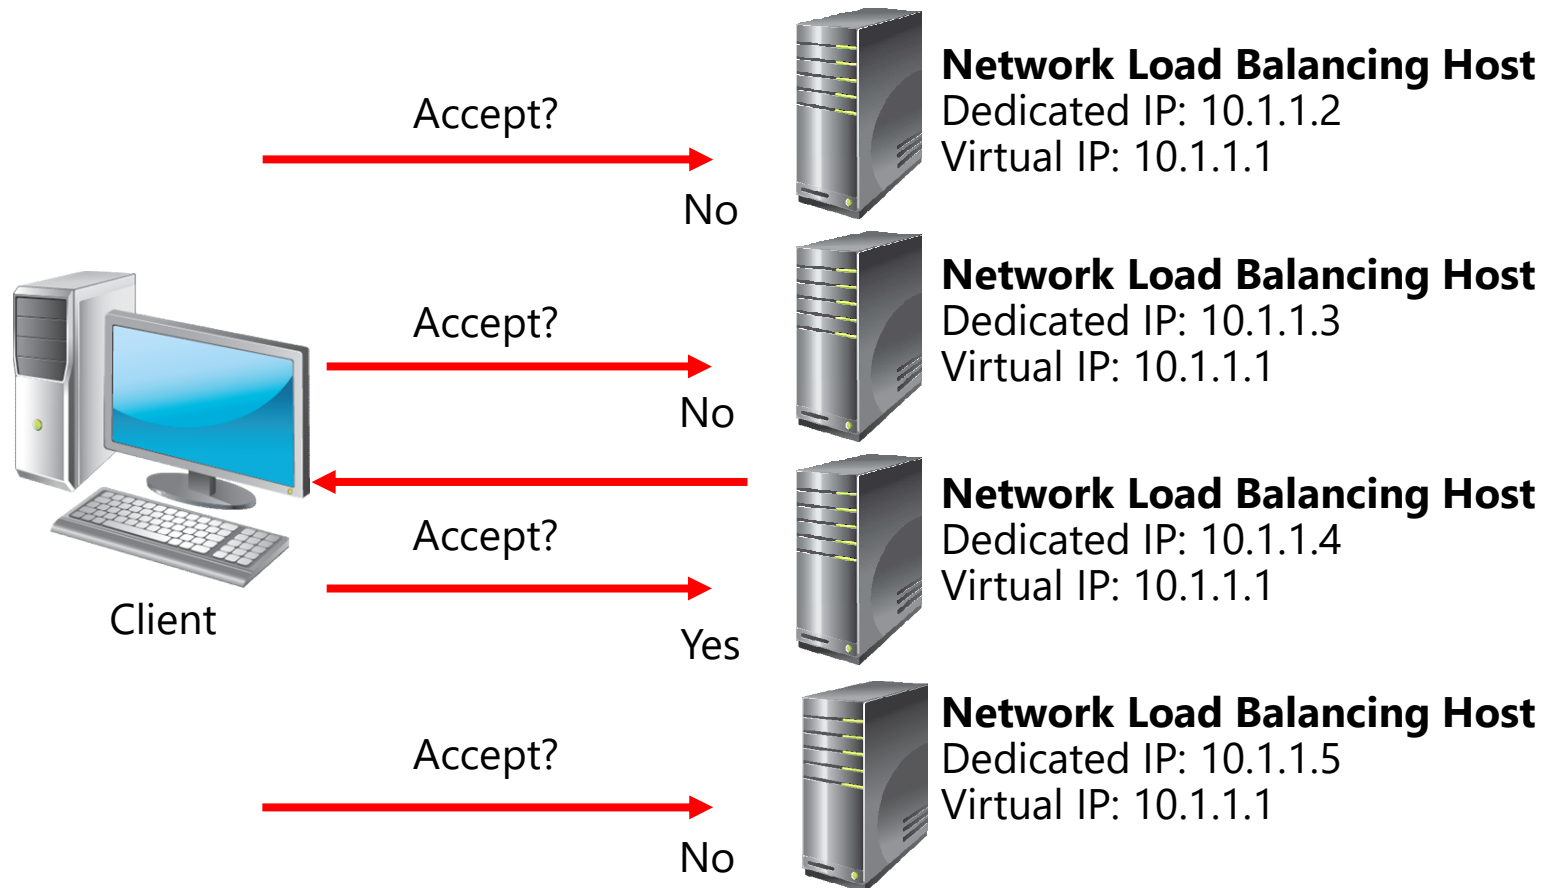 Accept?
No
Network Load Balancing Host
Dedicated IP: 10.1.1.2
Virtual IP: 10.1.1.1
Accept?
No
Network Load Balancing Host
Dedicated IP: 10.1.1.3
Virtual IP: 10.1.1.1
Client
Accept?
Yes
Network Load Balancing Host
Dedicated IP: 10.1.1.4
Virtual IP: 10.1.1.1
Accept?
No
Network Load Balancing Host
Dedicated IP: 10.1.1.5
Virtual IP: 10.1.1.1